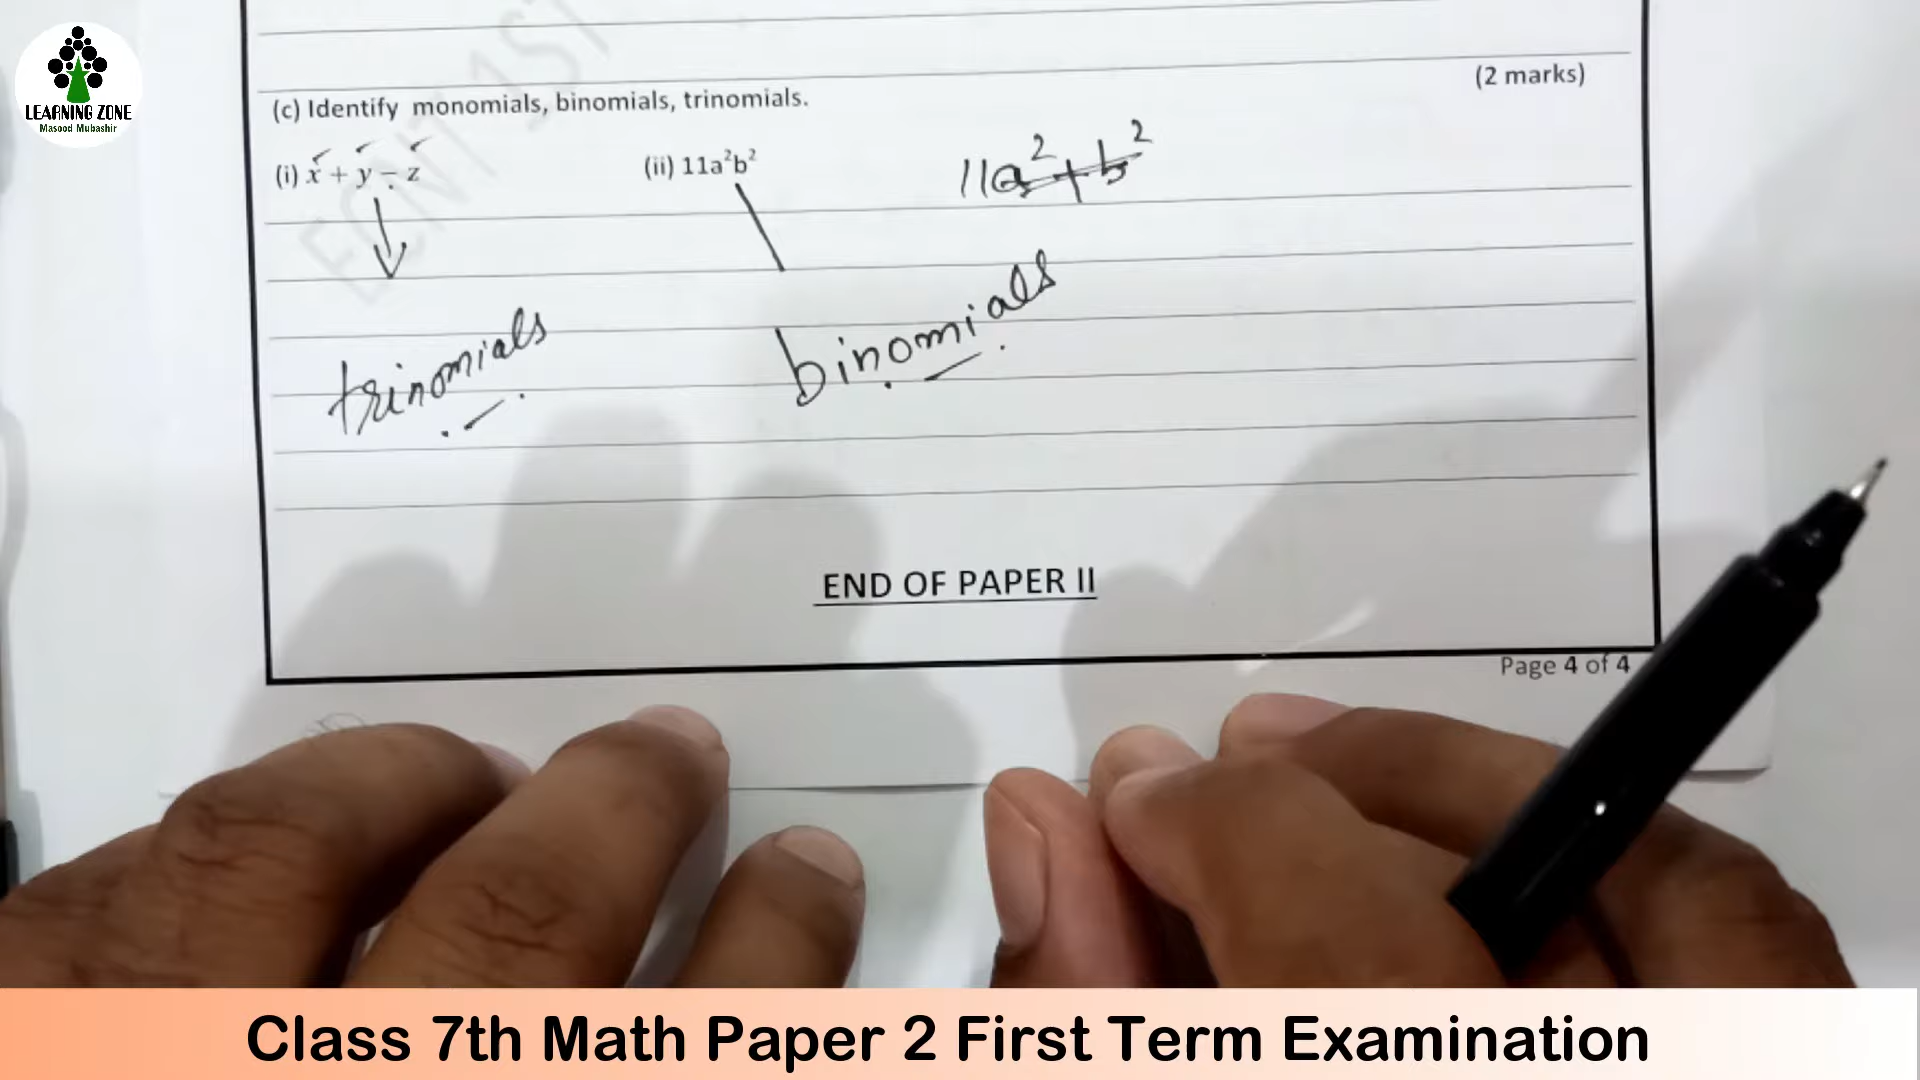 LEARNING ZONE
Masood Mubashir
(2 marks)
(c) Identify monomials, binomials, trinomials.
(i) x + y − z (ii) 11a²b² 11a²+b²
trinomials binomials
END OF PAPER II
Page 4 of 4
Class 7th Math Paper 2 First Term Examination